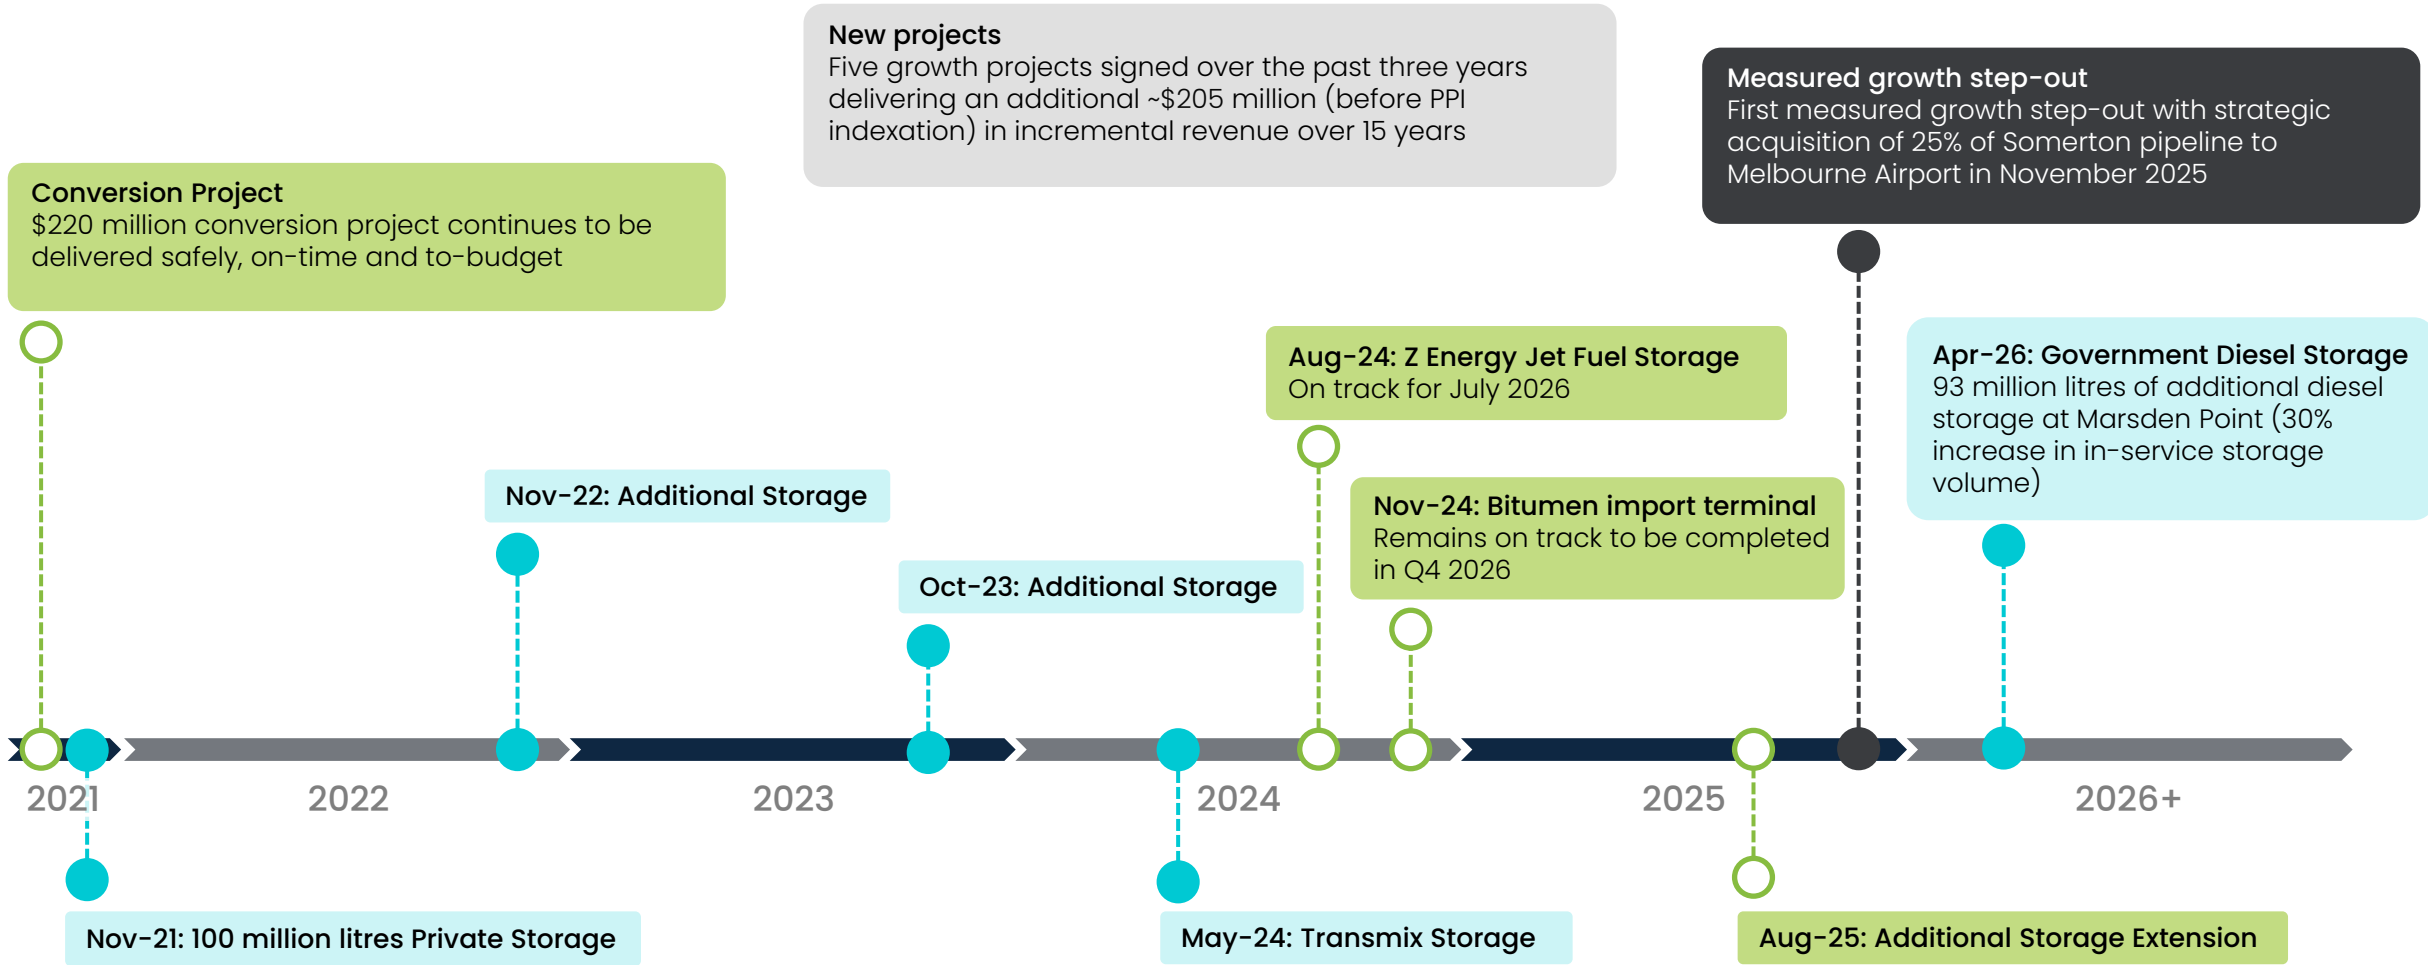 New projects
Five growth projects signed over the past three years
delivering an additional ~$205 million (before PPI
indexation) in incremental revenue over 15 years
Measured growth step-out
First measured growth step-out with strategic
acquisition of 25% of Somerton pipeline to
Melbourne Airport in November 2025
Conversion Project
$220 million conversion project continues to be
delivered safely, on-time and to-budget
Aug-24: Z Energy Jet Fuel Storage
On track for July 2026
Apr-26: Government Diesel Storage
93 million litres of additional diesel
storage at Marsden Point (30%
increase in in-service storage
volume)
Nov-22: Additional Storage
Nov-24: Bitumen import terminal
Remains on track to be completed
in Q4 2026
Oct-23: Additional Storage
2021
2022
2023
2024
2025
2026+
Nov-21: 100 million litres Private Storage
May-24: Transmix Storage
Aug-25: Additional Storage Extension